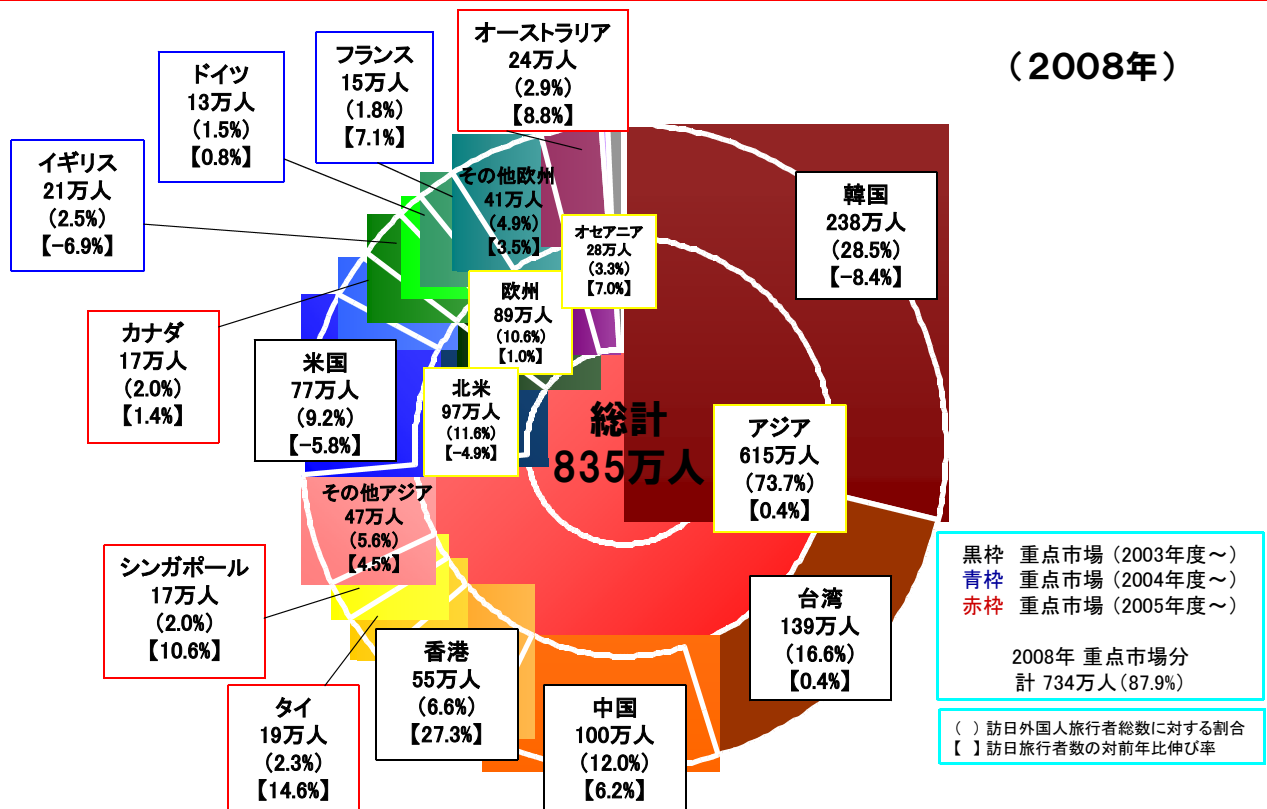 （2008年）
オーストラリア
24万人
(2.9%)
【8.8%】
フランス
15万人
(1.8%)
【7.1%】
ドイツ
13万人
(1.5%)
【0.8%】
イギリス
21万人
(2.5%)
【-6.9%】
カナダ
17万人
(2.0%)
【1.4%】
米国
77万人
(9.2%)
【-5.8%】
その他欧州
41万人
(4.9%)
【3.5%】
オセアニア
28万人
(3.3%)
【7.0%】
欧州
89万人
(10.6%)
【1.0%】
北米
97万人
(11.6%)
【-4.9%】
総計
835万人
韓国
238万人
(28.5%)
【-8.4%】
アジア
615万人
(73.7%)
【0.4%】
その他アジア
47万人
(5.6%)
【4.5%】
シンガポール
17万人
(2.0%)
【10.6%】
タイ
19万人
(2.3%)
【14.6%】
香港
55万人
(6.6%)
【27.3%】
中国
100万人
(12.0%)
【6.2%】
台湾
139万人
(16.6%)
【0.4%】
黒枠 重点市場（2003年度～）
青枠 重点市場（2004年度～）
赤枠 重点市場（2005年度～）
2008年 重点市場分
計 734万人(87.9%)
（ ）訪日外国人旅行者総数に対する割合
【 】訪日旅行者数の対前年比伸び率